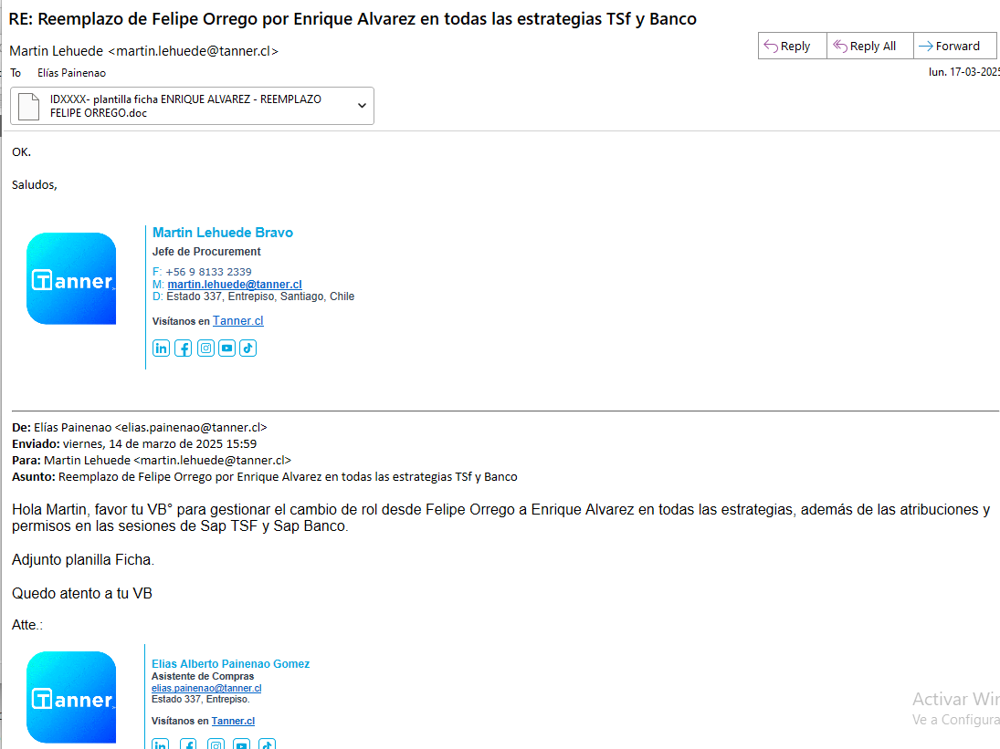 RE: Reemplazo de Felipe Orrego por Enrique Alvarez en todas las estrategias TSf y Banco
Martin Lehuede <martin.lehuede@tanner.cl>
Reply
Reply All
Forward
To Elías Painenao
lun. 17-03-2025
IDXXXX- plantilla ficha ENRIQUE ALVAREZ - REEMPLAZO
FELIPE ORREGO.doc
OK.
Saludos,
Tanner
Martin Lehuede Bravo
Jefe de Procurement
F: +56 9 8133 2339
M: martin.lehuede@tanner.cl
D: Estado 337, Entrepiso, Santiago, Chile
Visítanos en Tanner.cl
De: Elías Painenao <elias.painenao@tanner.cl>
Enviado: viernes, 14 de marzo de 2025 15:59
Para: Martin Lehuede <martin.lehuede@tanner.cl>
Asunto: Reemplazo de Felipe Orrego por Enrique Alvarez en todas las estrategias TSf y Banco
Hola Martin, favor tu VB° para gestionar el cambio de rol desde Felipe Orrego a Enrique Alvarez en todas las estrategias, además de las atribuciones y
permisos en las sesiones de Sap TSF y Sap Banco.
Adjunto planilla Ficha.
Quedo atento a tu VB
Atte.:
Tanner
Elias Alberto Painenao Gomez
Asistente de Compras
elias.painenao@tanner.cl
Estado 337, Entrepiso.
Visítanos en Tanner.cl
Activar Win
Ve a Configura